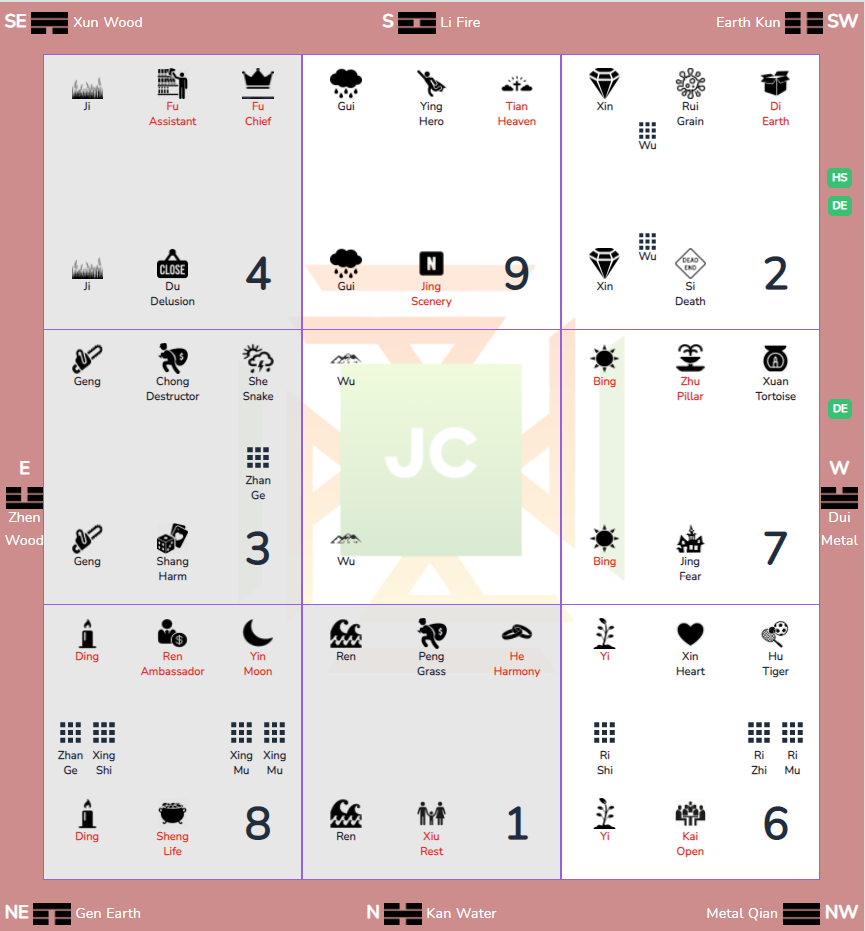 SE Xun Wood S Li Fire Earth Kun SW
Ji Fu Fu Gui Ying Tian Xin Rui Di
Assistant Chief Hero Heaven Grain Earth
Wu
HS
DE
Wu
CLOSE N DEAD END
Ji Du 4 Gui Jing 9 Xin Si 2
Delusion Scenery Death
Geng Chong She Wu Bing Zhu Xuan
Destructor Snake Pillar Tortoise
A
DE
JC
E W
Zhan
Ge
Zhen Dui
Wood Metal
Geng Shang 3 Wu Bing Jing 7
Harm Fear
Ding Ren Yin Ren Peng He Yi Xin Hu
Ambassador Moon Grass Harmony Heart Tiger
Zhan Xing Xing Xing Ri Ri Ri
Ge Shi Mu Mu Shi Zhi Mu
Ding Sheng 8 Ren Xiu 1 Yi Kai 6
Life Rest Open
NE Gen Earth N Kan Water Metal Qian NW